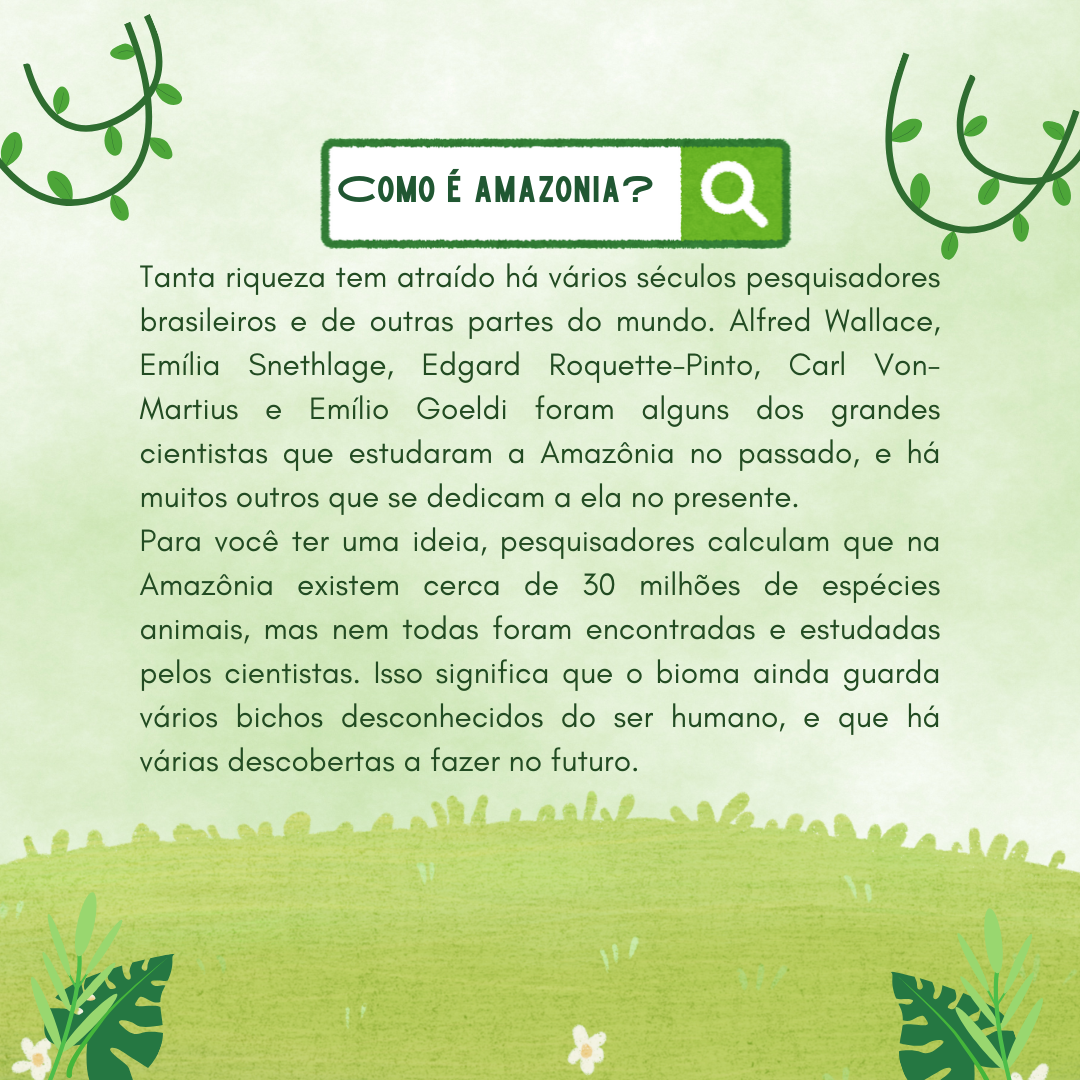 COMO É AMAZONIA?
Tanta riqueza tem atraído há vários séculos pesquisadores
brasileiros e de outras partes do mundo. Alfred Wallace,
Emília Snethlage, Edgard Roquette-Pinto, Carl Von-
Martius e Emílio Goeldi foram alguns dos grandes
cientistas que estudaram a Amazônia no passado, e há
muitos outros que se dedicam a ela no presente.
Para você ter uma ideia, pesquisadores calculam que na
Amazônia existem cerca de 30 milhões de espécies
animais, mas nem todas foram encontradas e estudadas
pelos cientistas. Isso significa que o bioma ainda guarda
vários bichos desconhecidos do ser humano, e que há
várias descobertas a fazer no futuro.